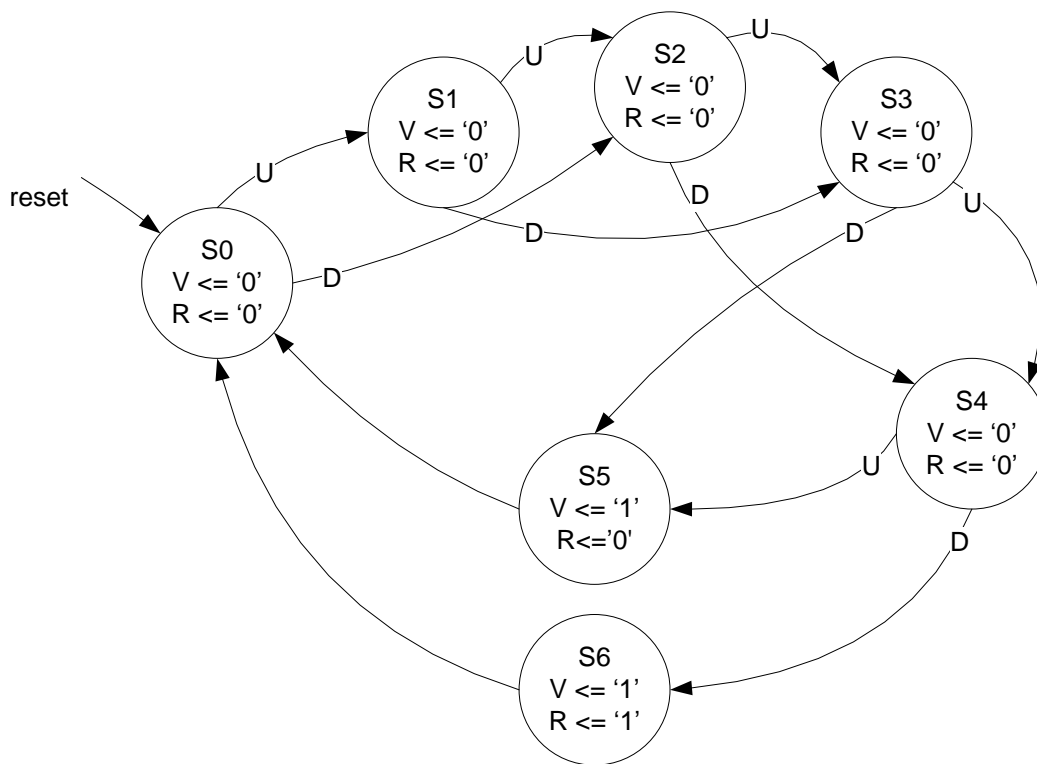 U
U
S2
V <= ‘0’
R <= ‘0’
S1
V <= ‘0’
R <= ‘0’
S3
V <= ‘0’
R <= ‘0’
U
reset
D
U
D
D
S0
V <= ‘0’
R <= ‘0’
D
S4
V <= ‘0’
R <= ‘0’
U
S5
V <= ‘1’
R<=’0'
D
S6
V <= ‘1’
R <= ‘1’